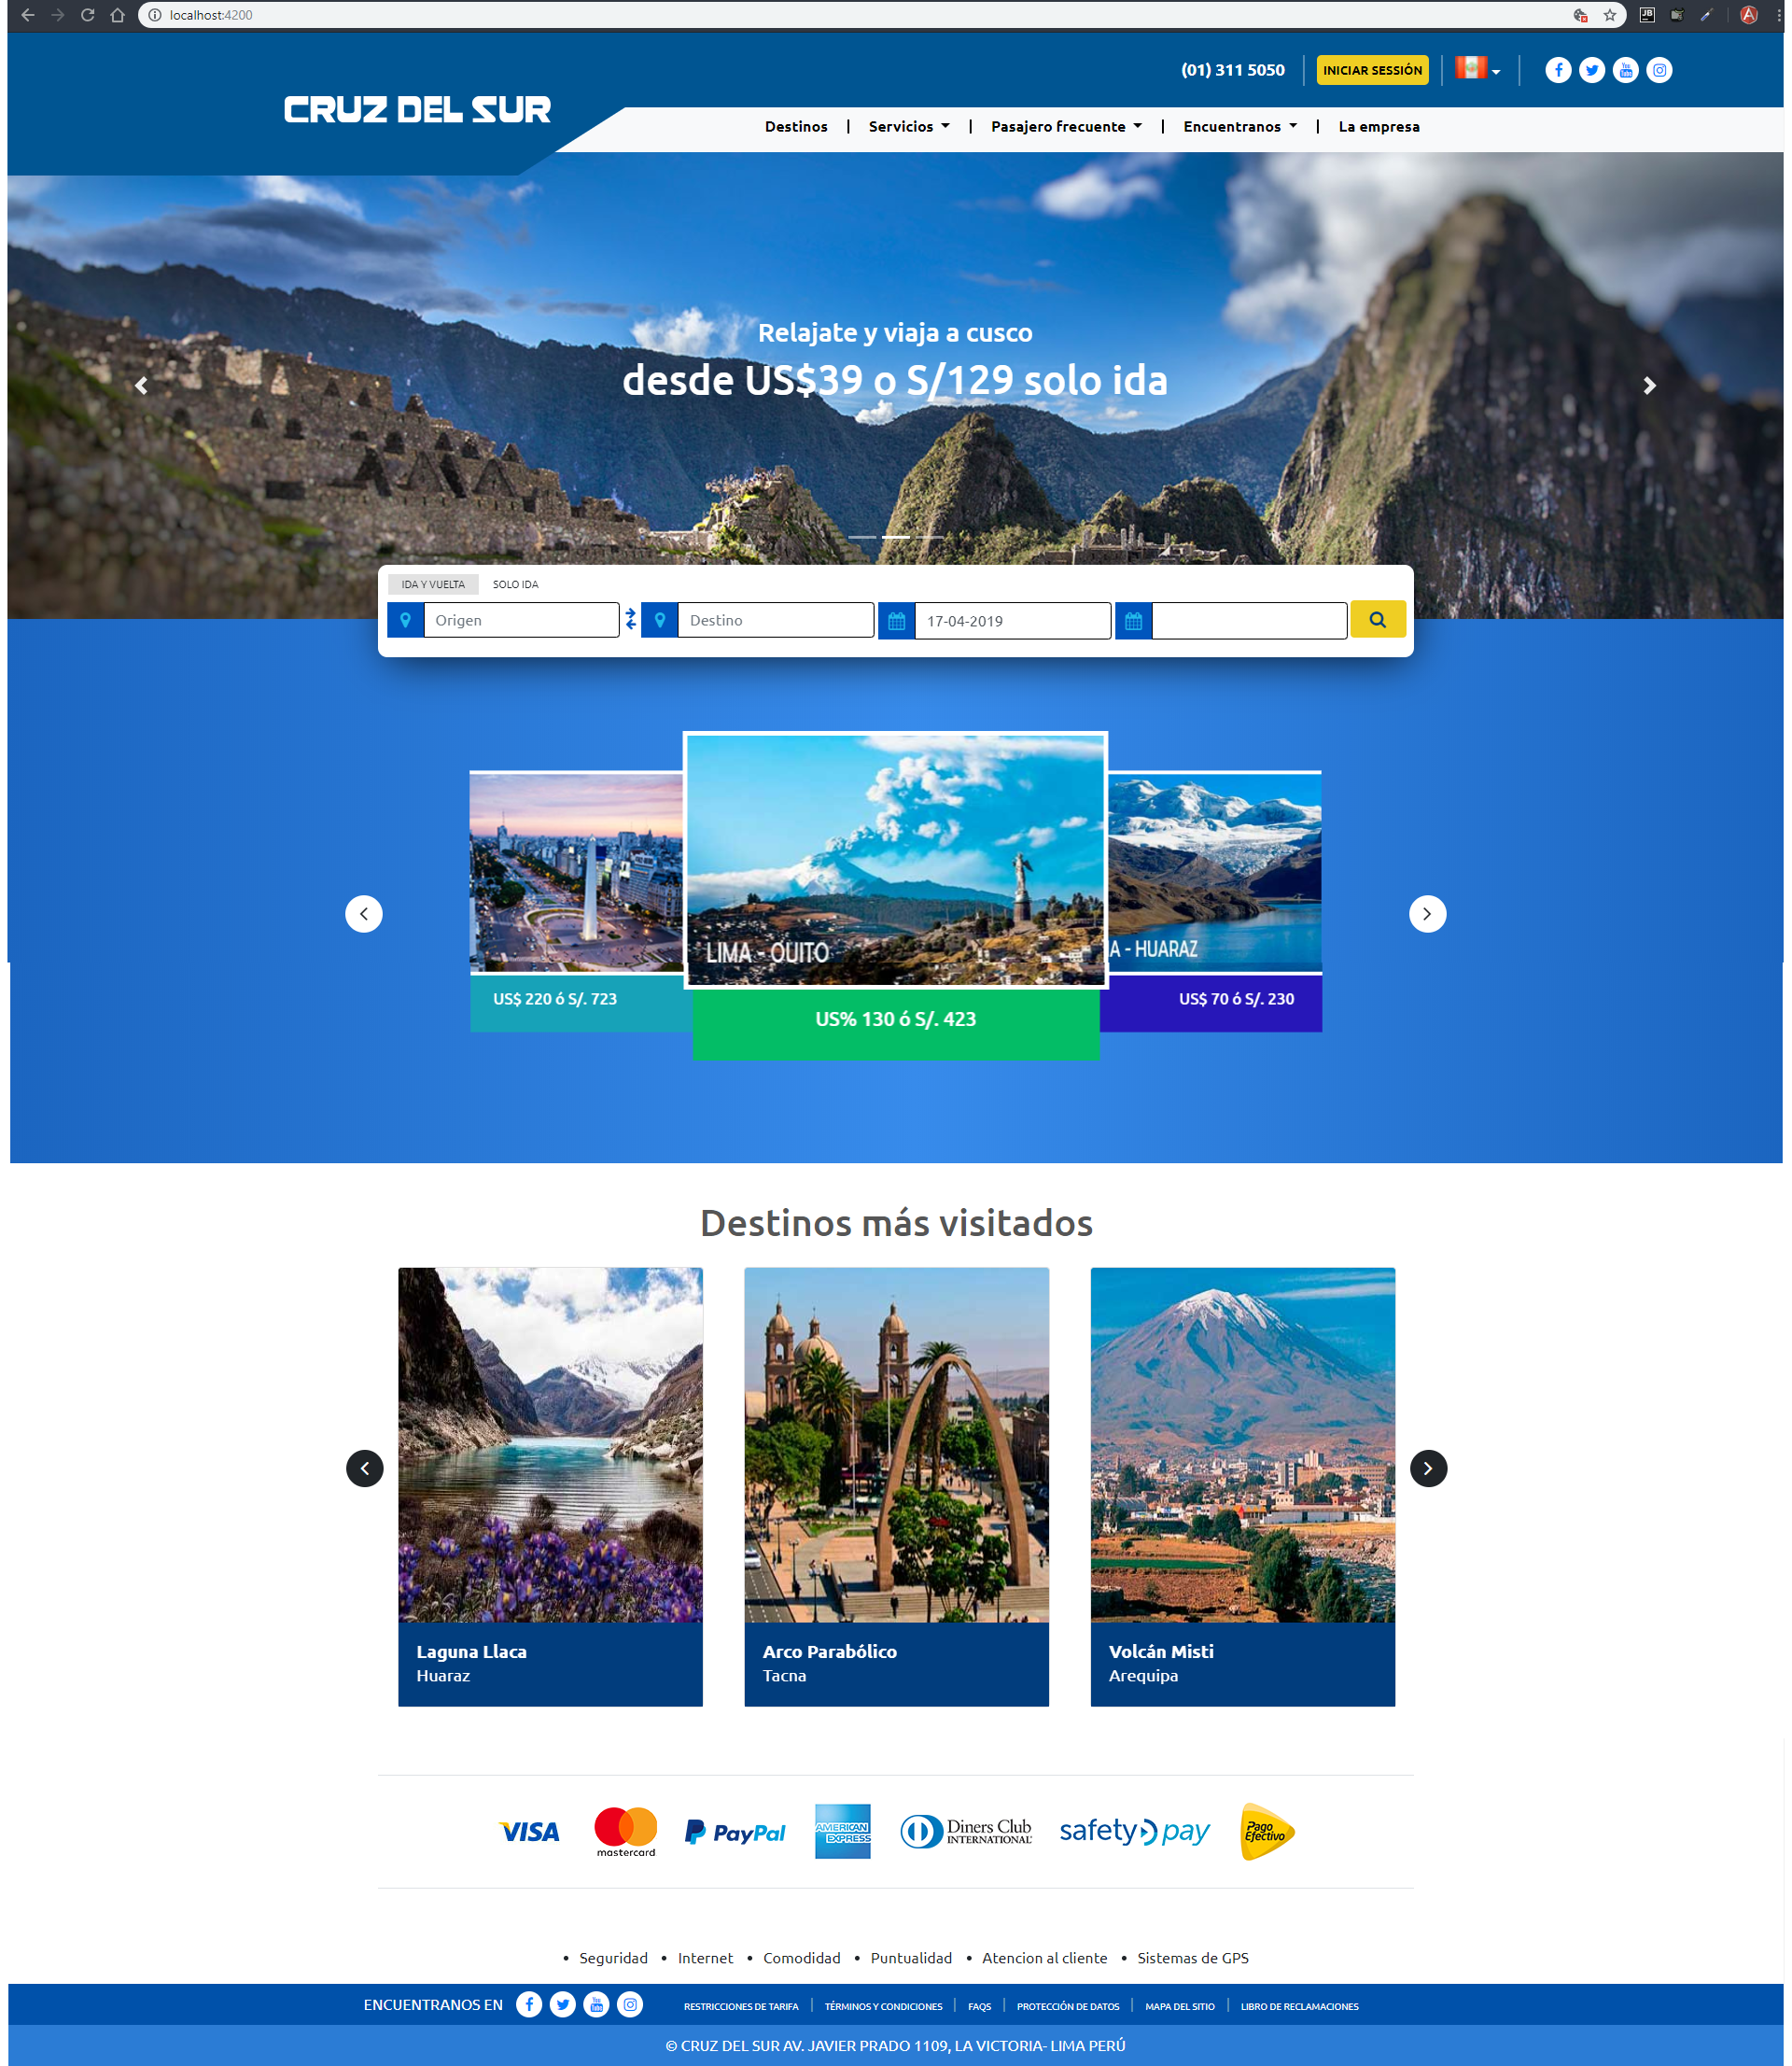 localhost:4200
(01) 311 5050
INICIAR SESSIÓN
CRUZ DEL SUR
Destinos | Servicios | Pasajero frecuente | Encuentranos | La empresa
Relajate y viaja a cusco
desde US$39 o S/129 solo ida
IDA Y VUELTA SOLO IDA
Origen Destino 17-04-2019
LIMA - QUITO
A - HUARAZ
US$ 220 ó S/. 723
US% 130 ó S/. 423
US$ 70 ó S/. 230
Destinos más visitados
Laguna Llaca
Huaraz
Arco Parabólico
Tacna
Volcán Misti
Arequipa
VISA
mastercard
PayPal
AMERICAN
EXPRESS
Diners Club
INTERNATIONAL
safetypay
Pago
Efectivo
• Seguridad • Internet • Comodidad • Puntualidad • Atencion al cliente • Sistemas de GPS
ENCUENTRANOS EN
RESTRICCIONES DE TARIFA | TÉRMINOS Y CONDICIONES | FAQS | PROTECCIÓN DE DATOS | MAPA DEL SITIO | LIBRO DE RECLAMACIONES
© CRUZ DEL SUR AV. JAVIER PRADO 1109, LA VICTORIA- LIMA PERÚ